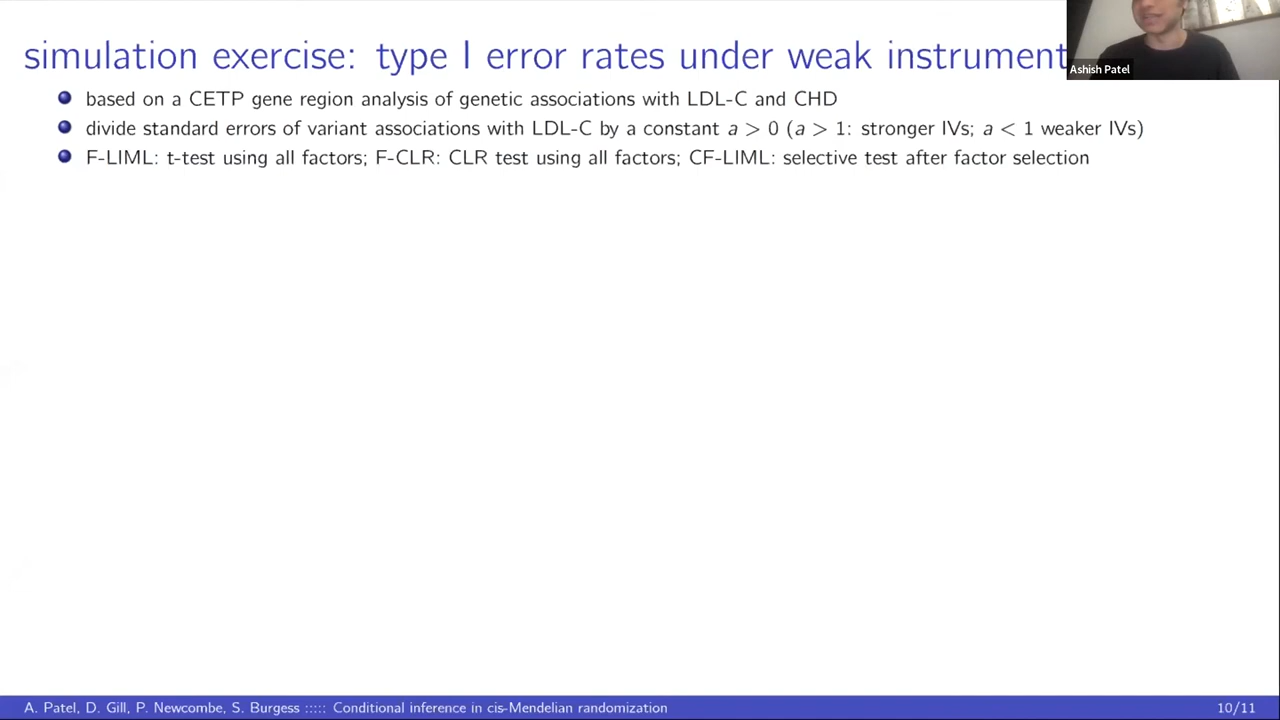 simulation exercise: type I error rates under weak instrument
Ashish Patel
based on a CETP gene region analysis of genetic associations with LDL-C and CHD
divide standard errors of variant associations with LDL-C by a constant a > 0 (a > 1: stronger IVs; a < 1 weaker IVs)
F-LIML: t-test using all factors; F-CLR: CLR test using all factors; CF-LIML: selective test after factor selection
A. Patel, D. Gill, P. Newcombe, S. Burgess ::::: Conditional inference in cis-Mendelian randomization
10/11